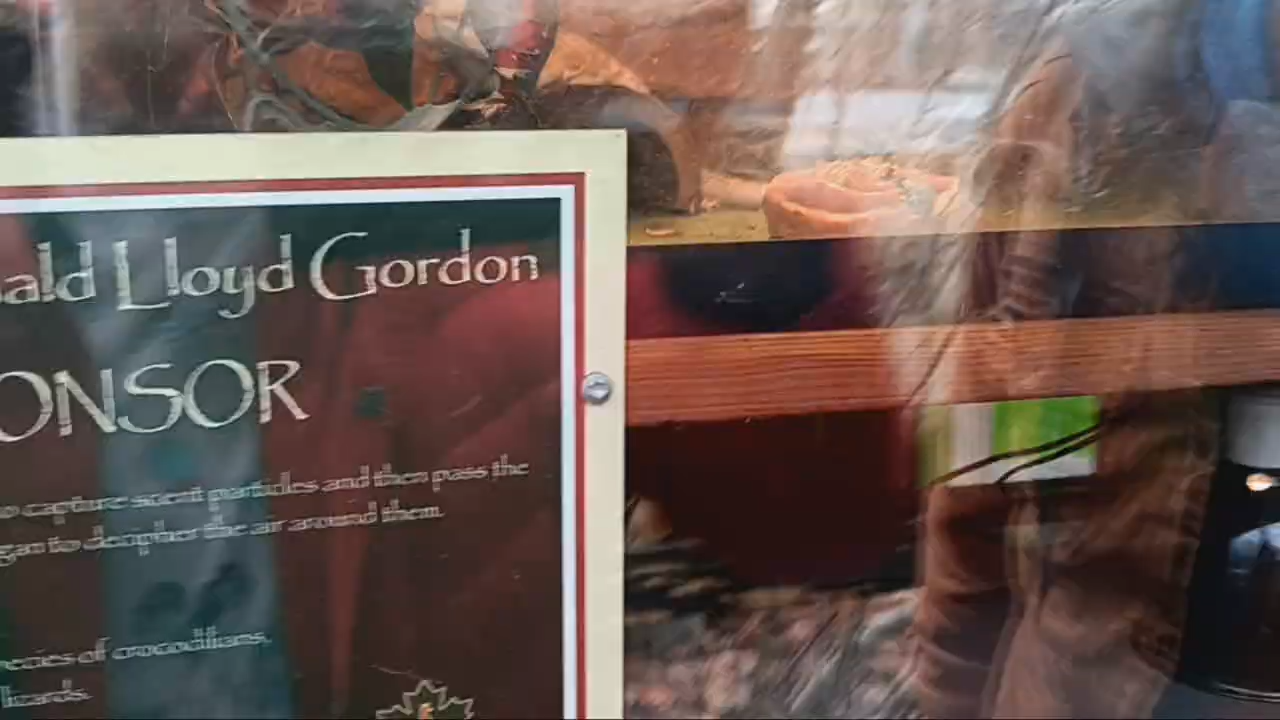 ald Lloyd Gordon
ONSOR
o capture scent particles and then pass the
gan to decipher the air around them.
ecies of crocodilians,
lizards.